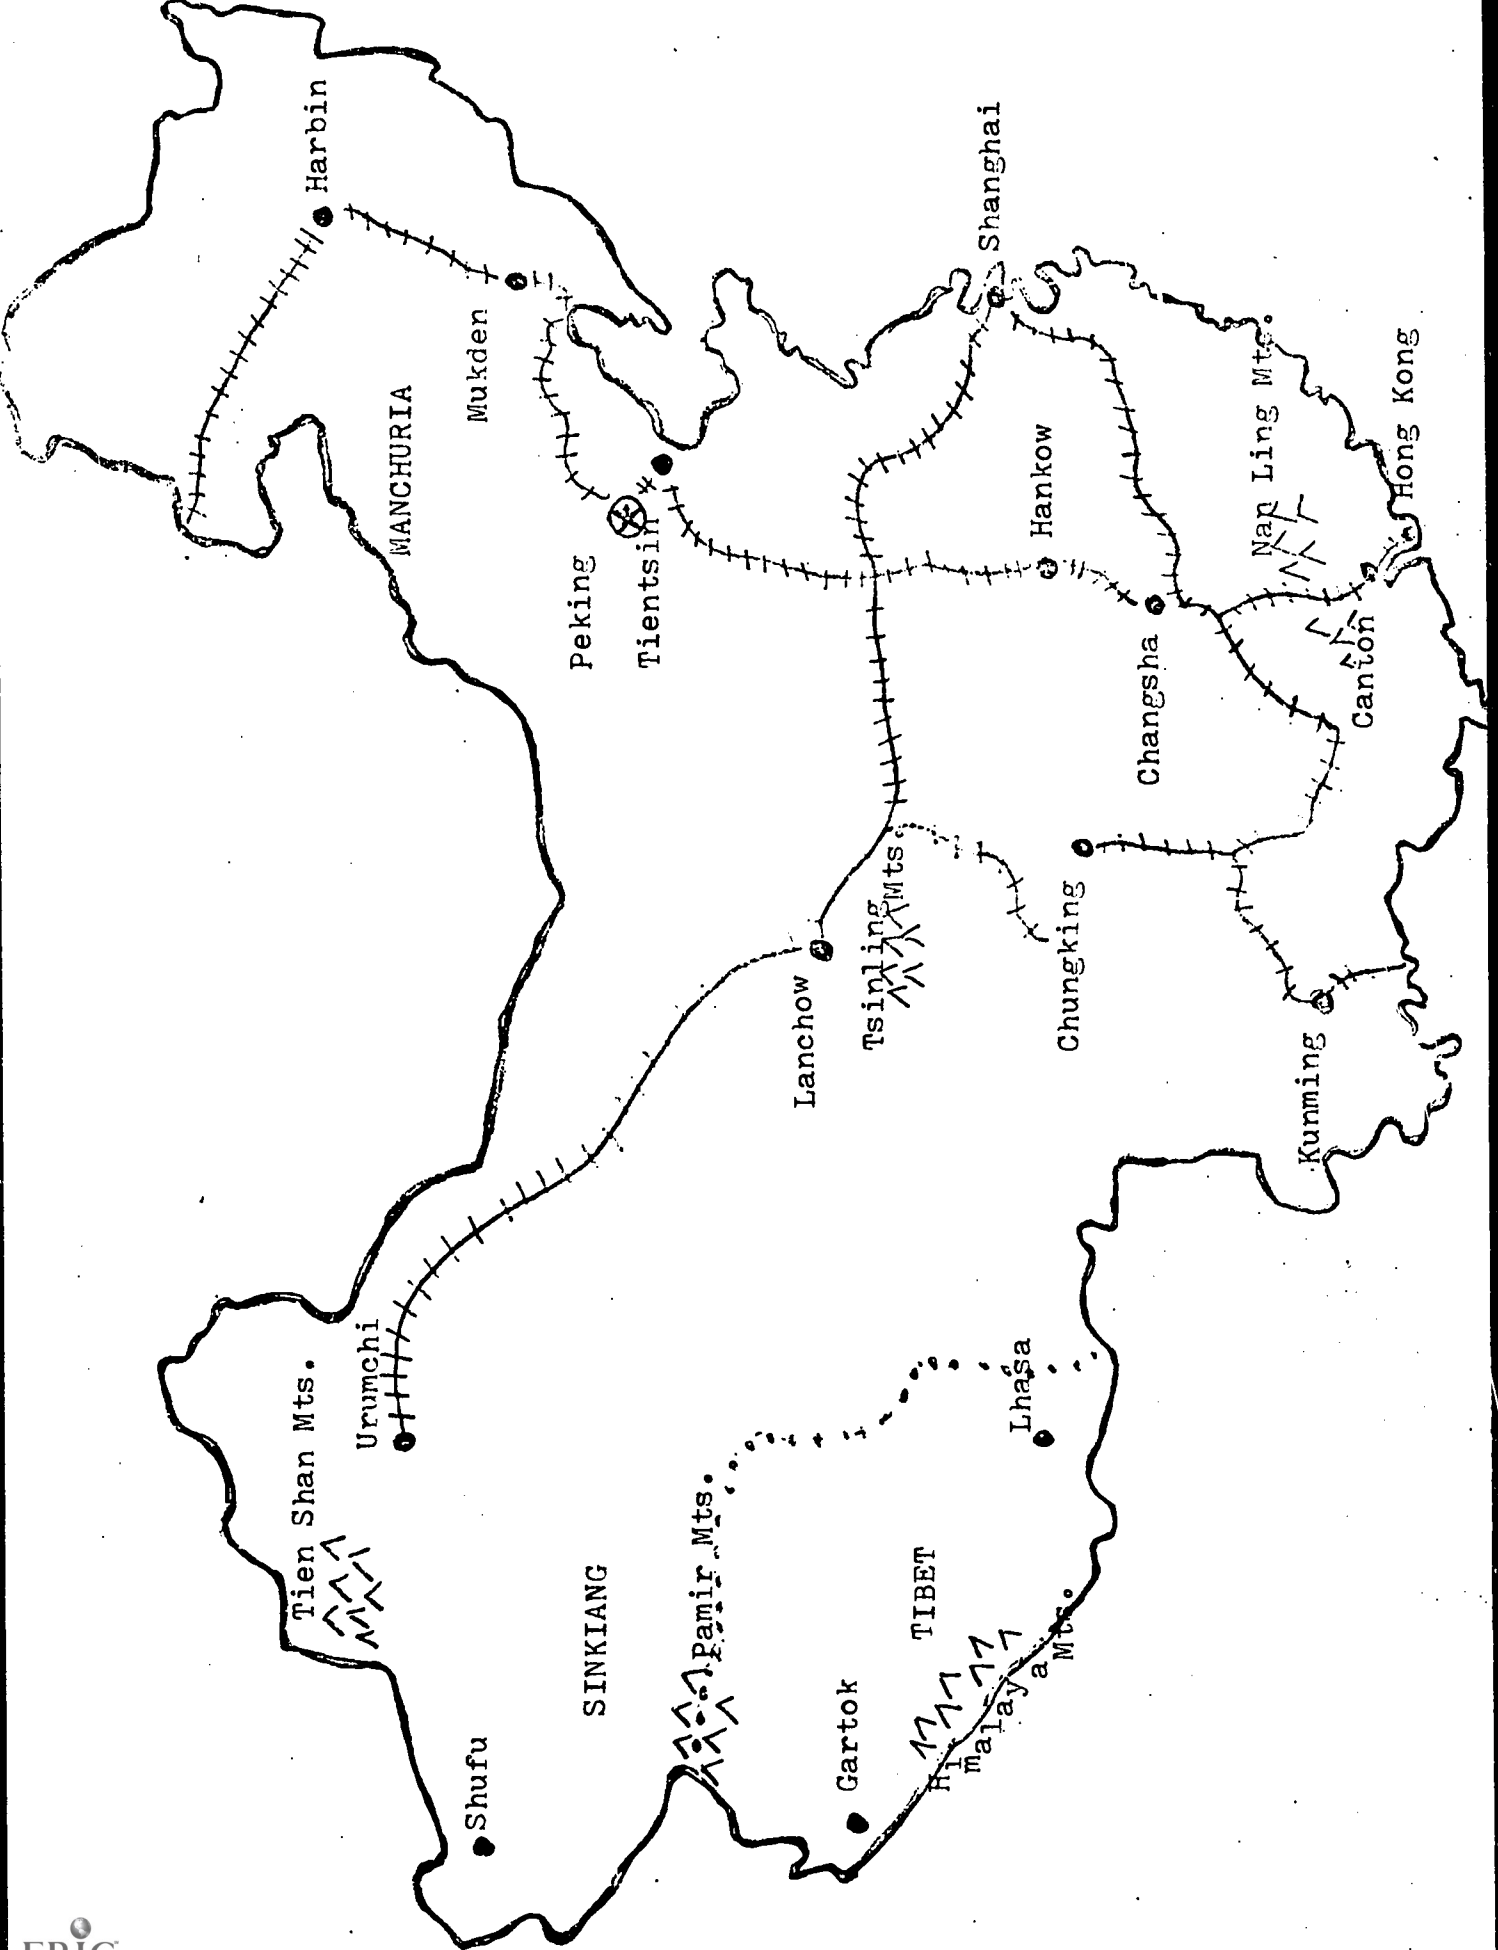 Harbin
Mukden
MANCHURIA
Peking
Tientsin
Shanghai
Hankow
Changsha
Nan Ling Mts.
Hong Kong
Canton
Lanchow
Tsinling Mts.
Chungking
Kunming
Tien Shan Mts.
Urumchi
SINKIANG
Pamir Mts.
Shufu
Gartok
TIBET
Lhasa
Himalaya Mts.
ERIC